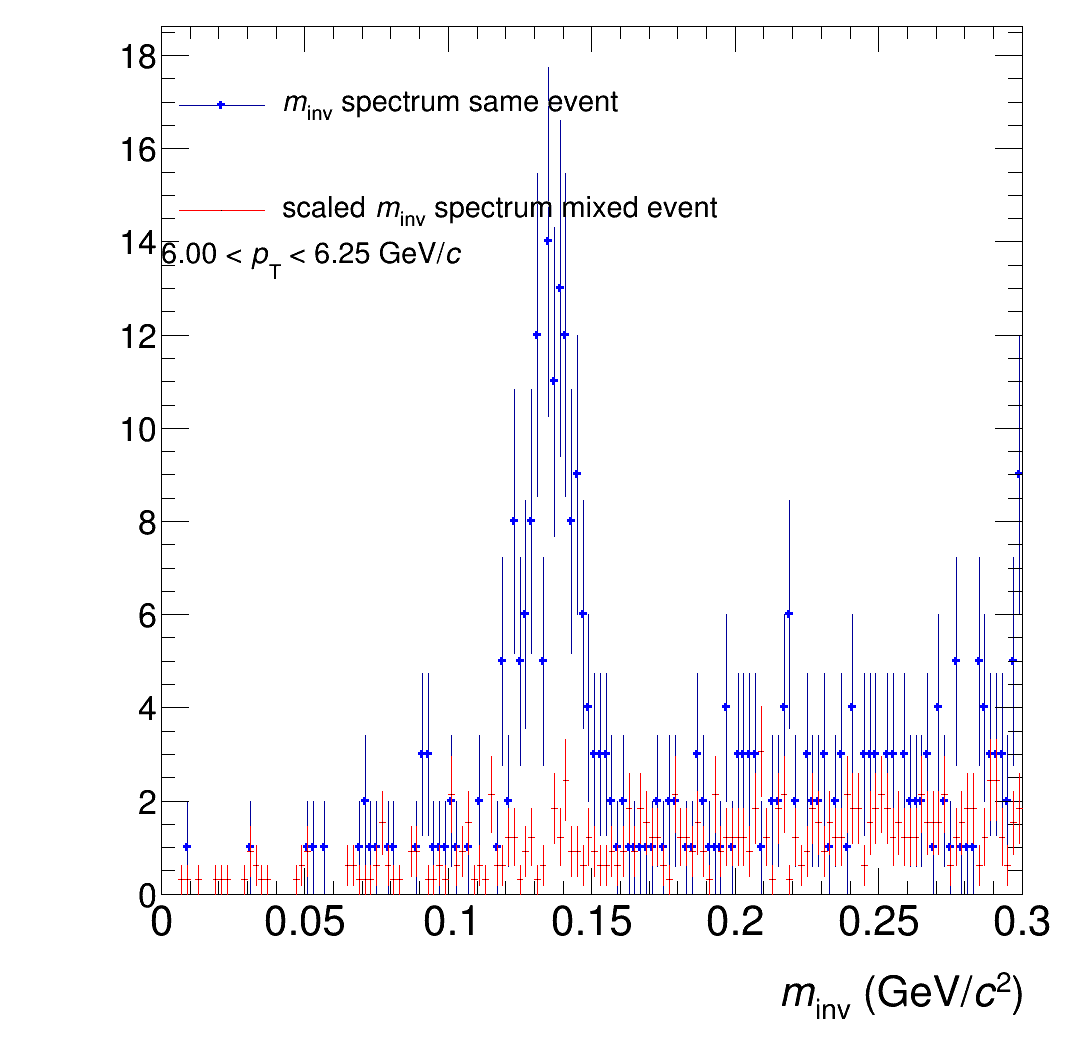 18
m_inv spectrum same event
16
scaled m_inv spectrum mixed event
14
6.00 < p_T < 6.25 GeV/c
12
10
8
6
4
2
0
0 0.05 0.1 0.15 0.2 0.25 0.3
m_inv (GeV/c²)